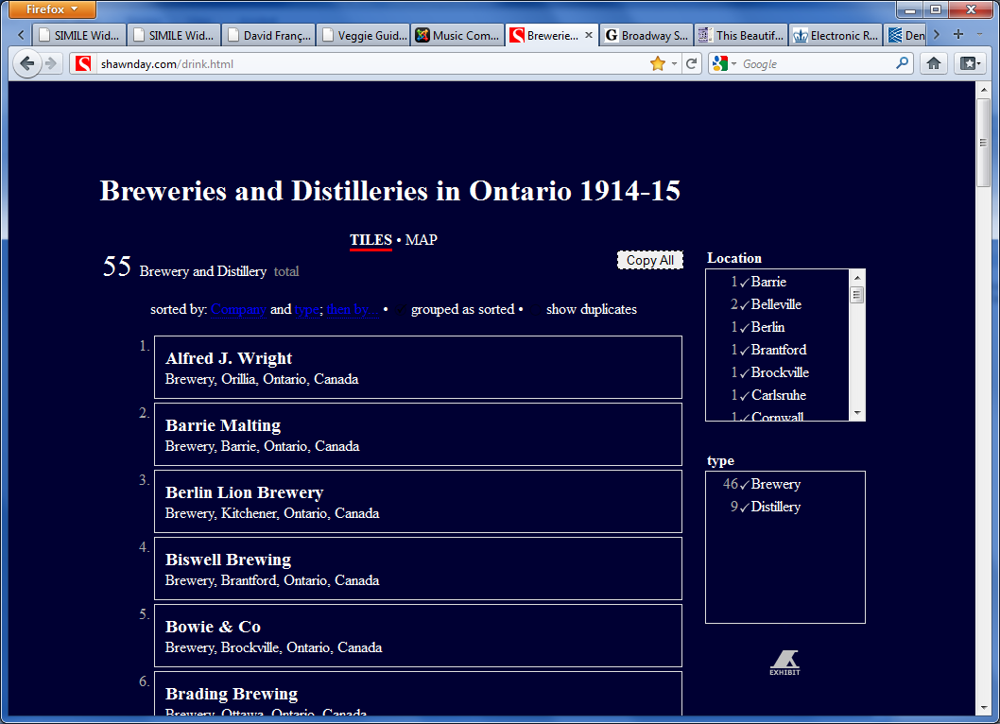 Firefox
SIMILE Wid...
SIMILE Wid...
David Franç...
Veggie Guid...
Music Com...
Brewerie...
Broadway S...
This Beautif...
Electronic R...
Den
shawnday.com/drink.html
Google
Breweries and Distilleries in Ontario 1914-15
TILES • MAP
55 Brewery and Distillery total
Copy All
sorted by: Company and type; then by... • grouped as sorted • show duplicates
1. Alfred J. Wright
Brewery, Orillia, Ontario, Canada
2. Barrie Malting
Brewery, Barrie, Ontario, Canada
3. Berlin Lion Brewery
Brewery, Kitchener, Ontario, Canada
4. Biswell Brewing
Brewery, Brantford, Ontario, Canada
5. Bowie & Co
Brewery, Brockville, Ontario, Canada
6. Brading Brewing
Brewery, Ottawa, Ontario, Canada
Location
1 ✓ Barrie
2 ✓ Belleville
1 ✓ Berlin
1 ✓ Brantford
1 ✓ Brockville
1 ✓ Carlsruhe
1 ✓ Cornwall
type
46 ✓ Brewery
9 ✓ Distillery
EXHIBIT